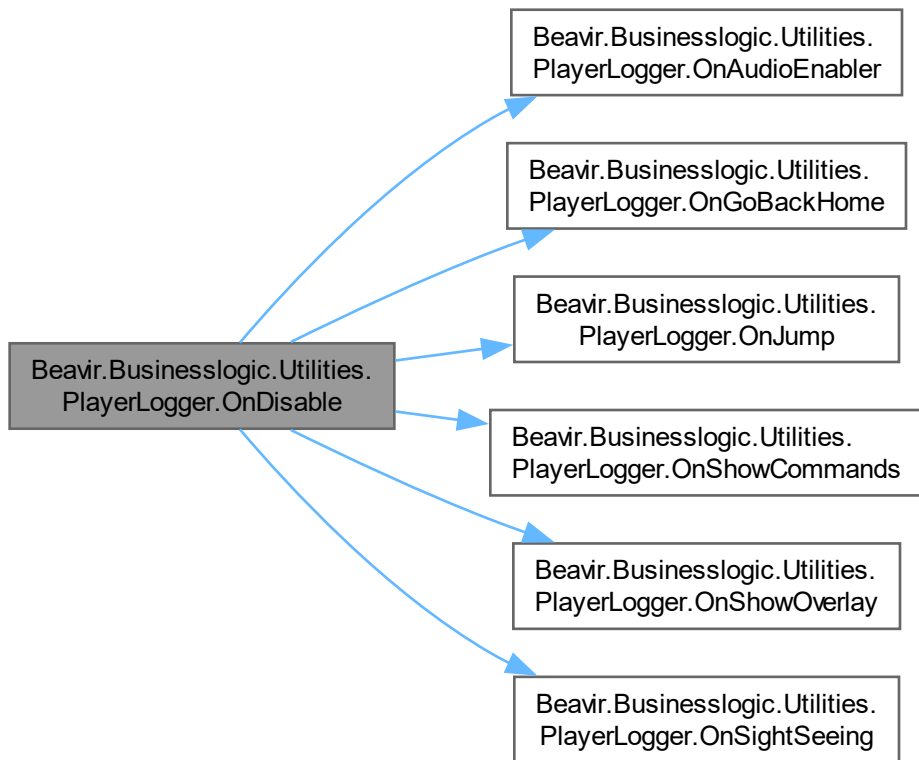 Beavir.Businesslogic.Utilities.
PlayerLogger.OnAudioEnabler
Beavir.Businesslogic.Utilities.
PlayerLogger.OnGoBackHome
Beavir.Businesslogic.Utilities.
PlayerLogger.OnJump
Beavir.Businesslogic.Utilities.
PlayerLogger.OnDisable
Beavir.Businesslogic.Utilities.
PlayerLogger.OnShowCommands
Beavir.Businesslogic.Utilities.
PlayerLogger.OnShowOverlay
Beavir.Businesslogic.Utilities.
PlayerLogger.OnSightSeeing